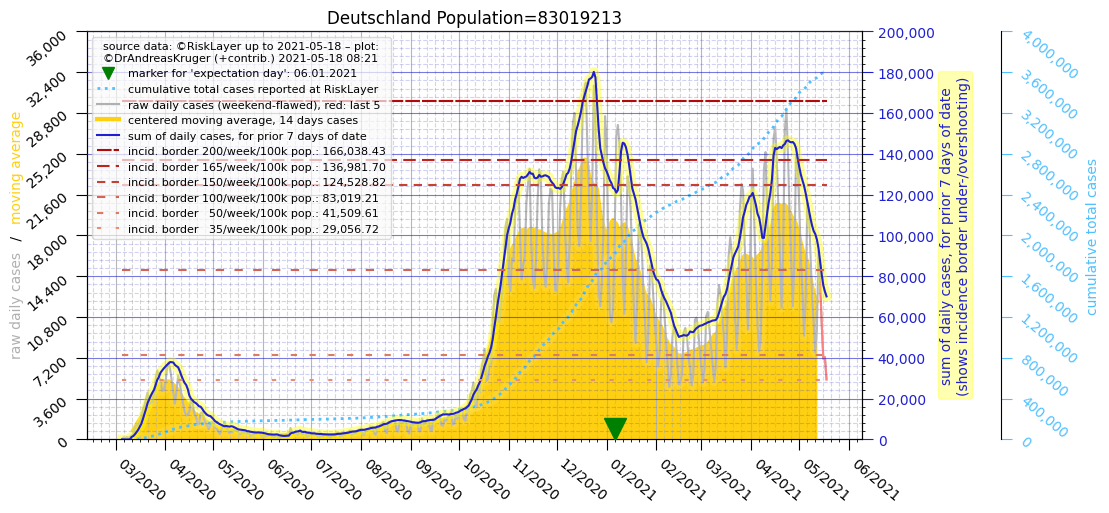 Deutschland Population=83019213
source data: ©RiskLayer up to 2021-05-18 – plot:
©DrAndreasKruger (+contrib.) 2021-05-18 08:21
marker for 'expectation day': 06.01.2021
cumulative total cases reported at RiskLayer
raw daily cases (weekend-flawed), red: last 5
centered moving average, 14 days cases
sum of daily cases, for prior 7 days of date
incid. border 200/week/100k pop.: 166,038.43
incid. border 165/week/100k pop.: 136,981.70
incid. border 150/week/100k pop.: 124,528.82
incid. border 100/week/100k pop.: 83,019.21
incid. border   50/week/100k pop.: 41,509.61
incid. border   35/week/100k pop.: 29,056.72
raw daily cases / moving average
36,000
32,400
28,800
25,200
21,600
18,000
14,400
10,800
7,200
3,600
0
03/2020
04/2020
05/2020
06/2020
07/2020
08/2020
09/2020
10/2020
11/2020
12/2020
01/2021
02/2021
03/2021
04/2021
05/2021
06/2021
200,000
180,000
160,000
140,000
120,000
100,000
80,000
60,000
40,000
20,000
0
sum of daily cases, for prior 7 days of date
(shows incidence border under-/overshooting)
4,000,000
3,600,000
3,200,000
2,800,000
2,400,000
2,000,000
1,600,000
1,200,000
800,000
400,000
0
cumulative total cases